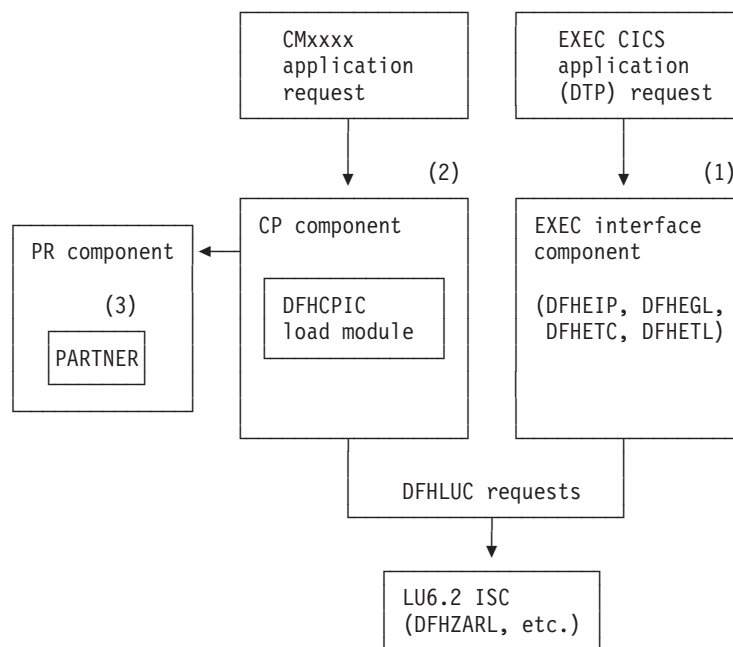 CMxxxx
application
request
EXEC CICS
application
(DTP) request
(2)
(1)
PR component
(3)
PARTNER
CP component
DFHCPIC
load module
EXEC interface
component
(DFHEIP, DFHEGL,
DFHETC, DFHETL)
DFHLUC requests
LU6.2 ISC
(DFHZARL, etc.)